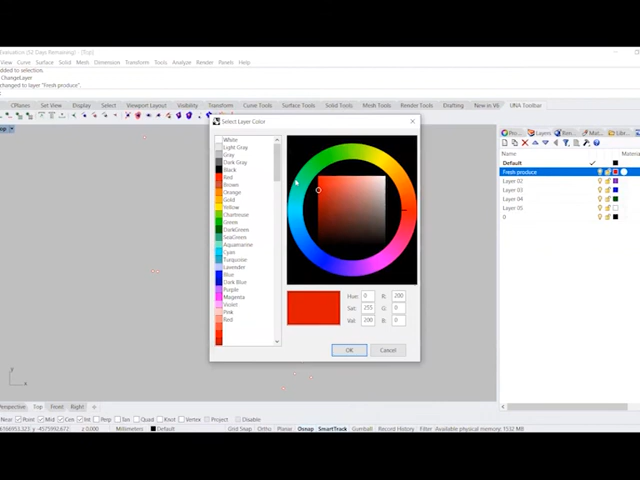 Evaluation (52 Days Remaining) - [Top]
View Curve Surface Solid Mesh Dimension Transform Tools Analyze Render Panels Help
added to selection.
ChangeLayer
changed to layer "Fresh produce".
CPlanes Set View Display Select Viewport Layout Visibility Transform Curve Tools Surface Tools Solid Tools Mesh Tools Render Tools Drafting New in V6 UNA Toolbar
Select Layer Color
White
Light Gray
Gray
Dark Gray
Black
Red
Brown
Orange
Gold
Yellow
Chartreuse
Green
DarkGreen
SeaGreen
Aquamarine
Cyan
Turquoise
Lavender
Blue
Dark Blue
Purple
Magenta
Violet
Pink
Red
Hue: 0 R: 200
Sat: 255 G: 0
Val: 200 B: 0
OK Cancel
Pro... Layers Ren... Mat... Libr...
Name Material
Default
Fresh produce
Layer 02
Layer 03
Layer 04
Layer 05
0
Perspective Top Front Right
Near Point Mid Cen Int Perp Tan Quad Knot Vertex Project Disable
z 0.000 Millimeters Default Grid Snap Ortho Planar Osnap SmartTrack Gumball Record History Filter Available physical memory: 1532 MB